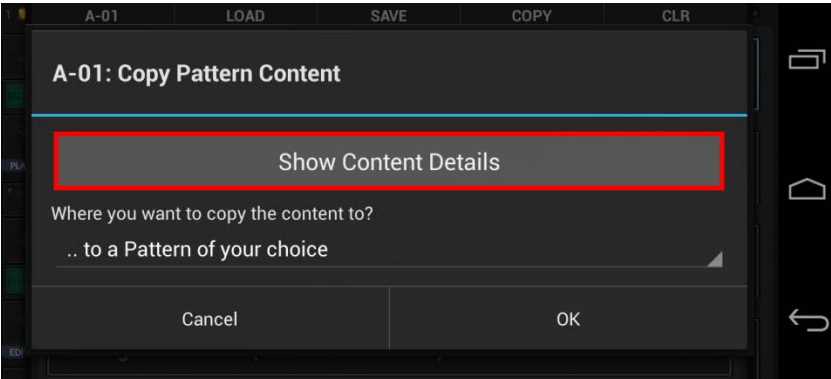 A-01 LOAD SAVE COPY CLR
A-01: Copy Pattern Content
Show Content Details
Where you want to copy the content to?
.. to a Pattern of your choice
Cancel OK